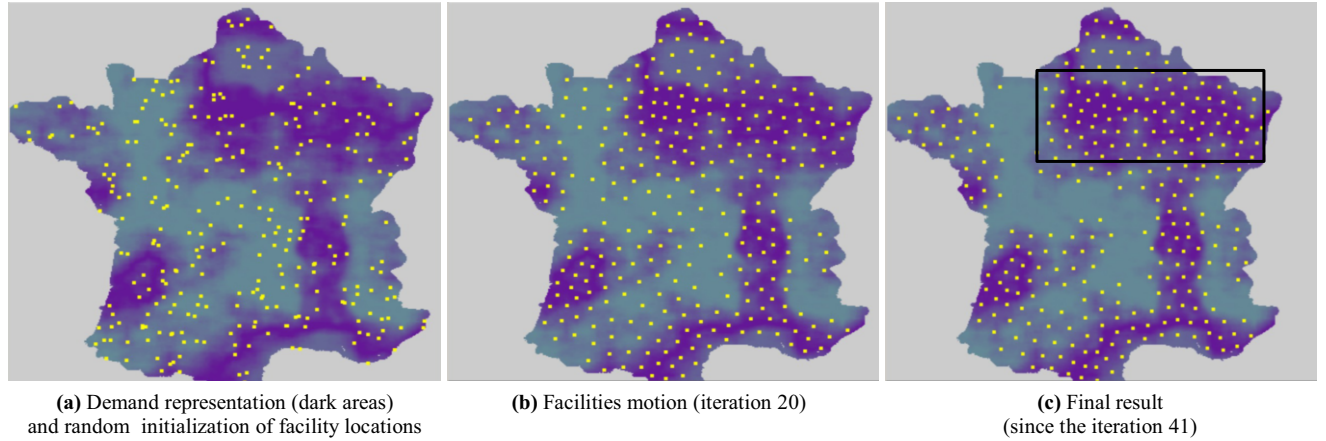 (a) Demand representation (dark areas)
and random initialization of facility locations
(b) Facilities motion (iteration 20)
(c) Final result
(since the iteration 41)